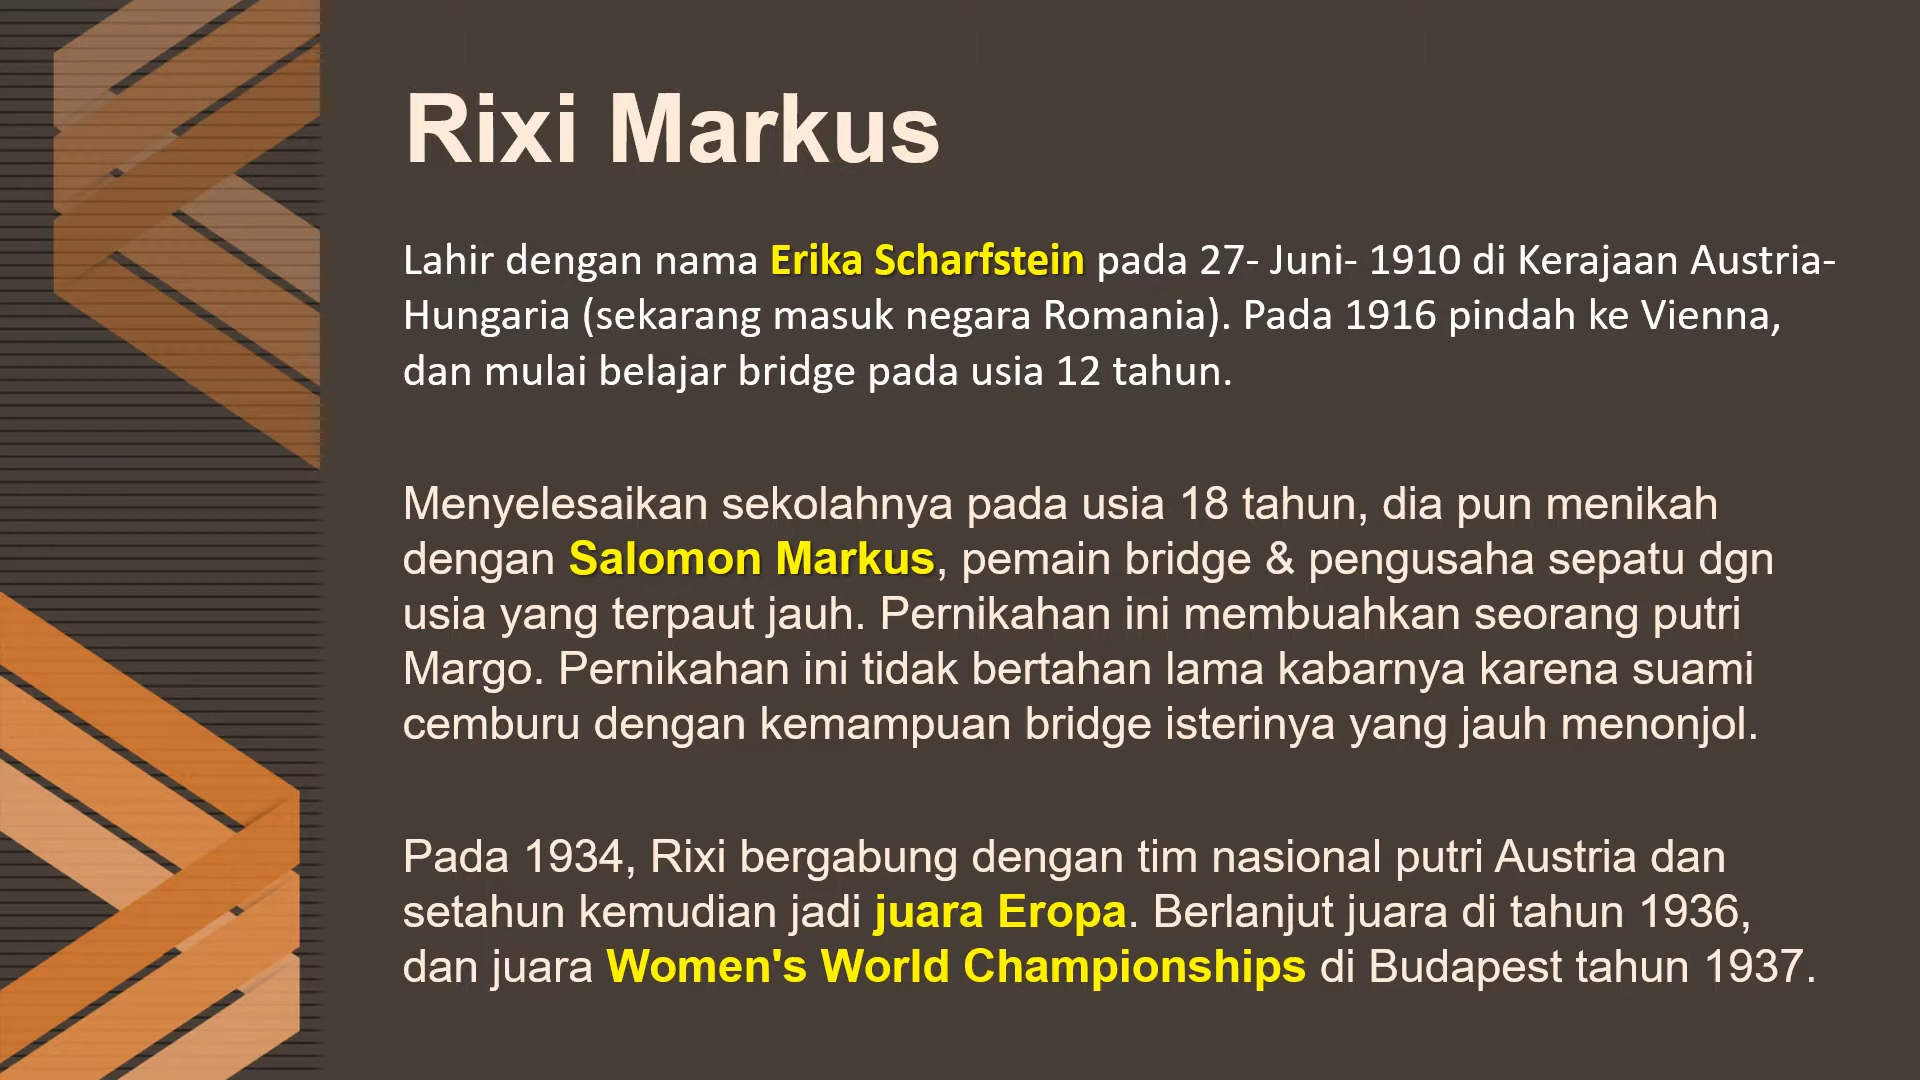 Rixi Markus
Lahir dengan nama Erika Scharfstein pada 27- Juni- 1910 di Kerajaan Austria-
Hungaria (sekarang masuk negara Romania). Pada 1916 pindah ke Vienna,
dan mulai belajar bridge pada usia 12 tahun.
Menyelesaikan sekolahnya pada usia 18 tahun, dia pun menikah
dengan Salomon Markus, pemain bridge & pengusaha sepatu dgn
usia yang terpaut jauh. Pernikahan ini membuahkan seorang putri
Margo. Pernikahan ini tidak bertahan lama kabarnya karena suami
cemburu dengan kemampuan bridge isterinya yang jauh menonjol.
Pada 1934, Rixi bergabung dengan tim nasional putri Austria dan
setahun kemudian jadi juara Eropa. Berlanjut juara di tahun 1936,
dan juara Women's World Championships di Budapest tahun 1937.